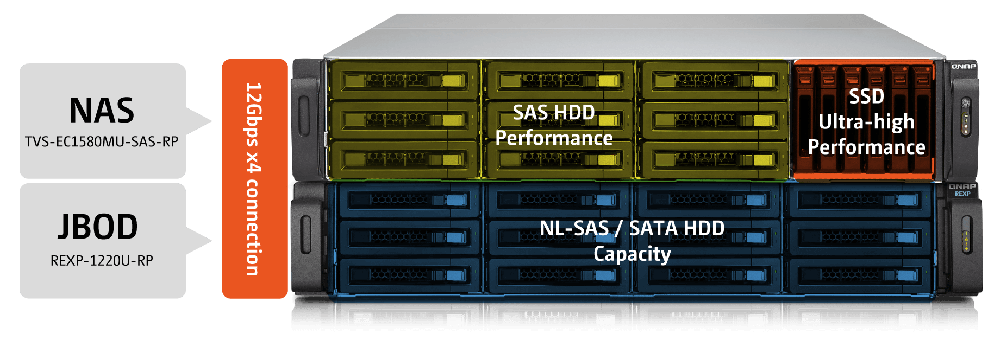 NAS
TVS-EC1580MU-SAS-RP
JBOD
REXP-1220U-RP
12Gbps x4 connection
SAS HDD
Performance
SSD
Ultra-high
Performance
QNAP
NL-SAS / SATA HDD
Capacity
QNAP
REXP